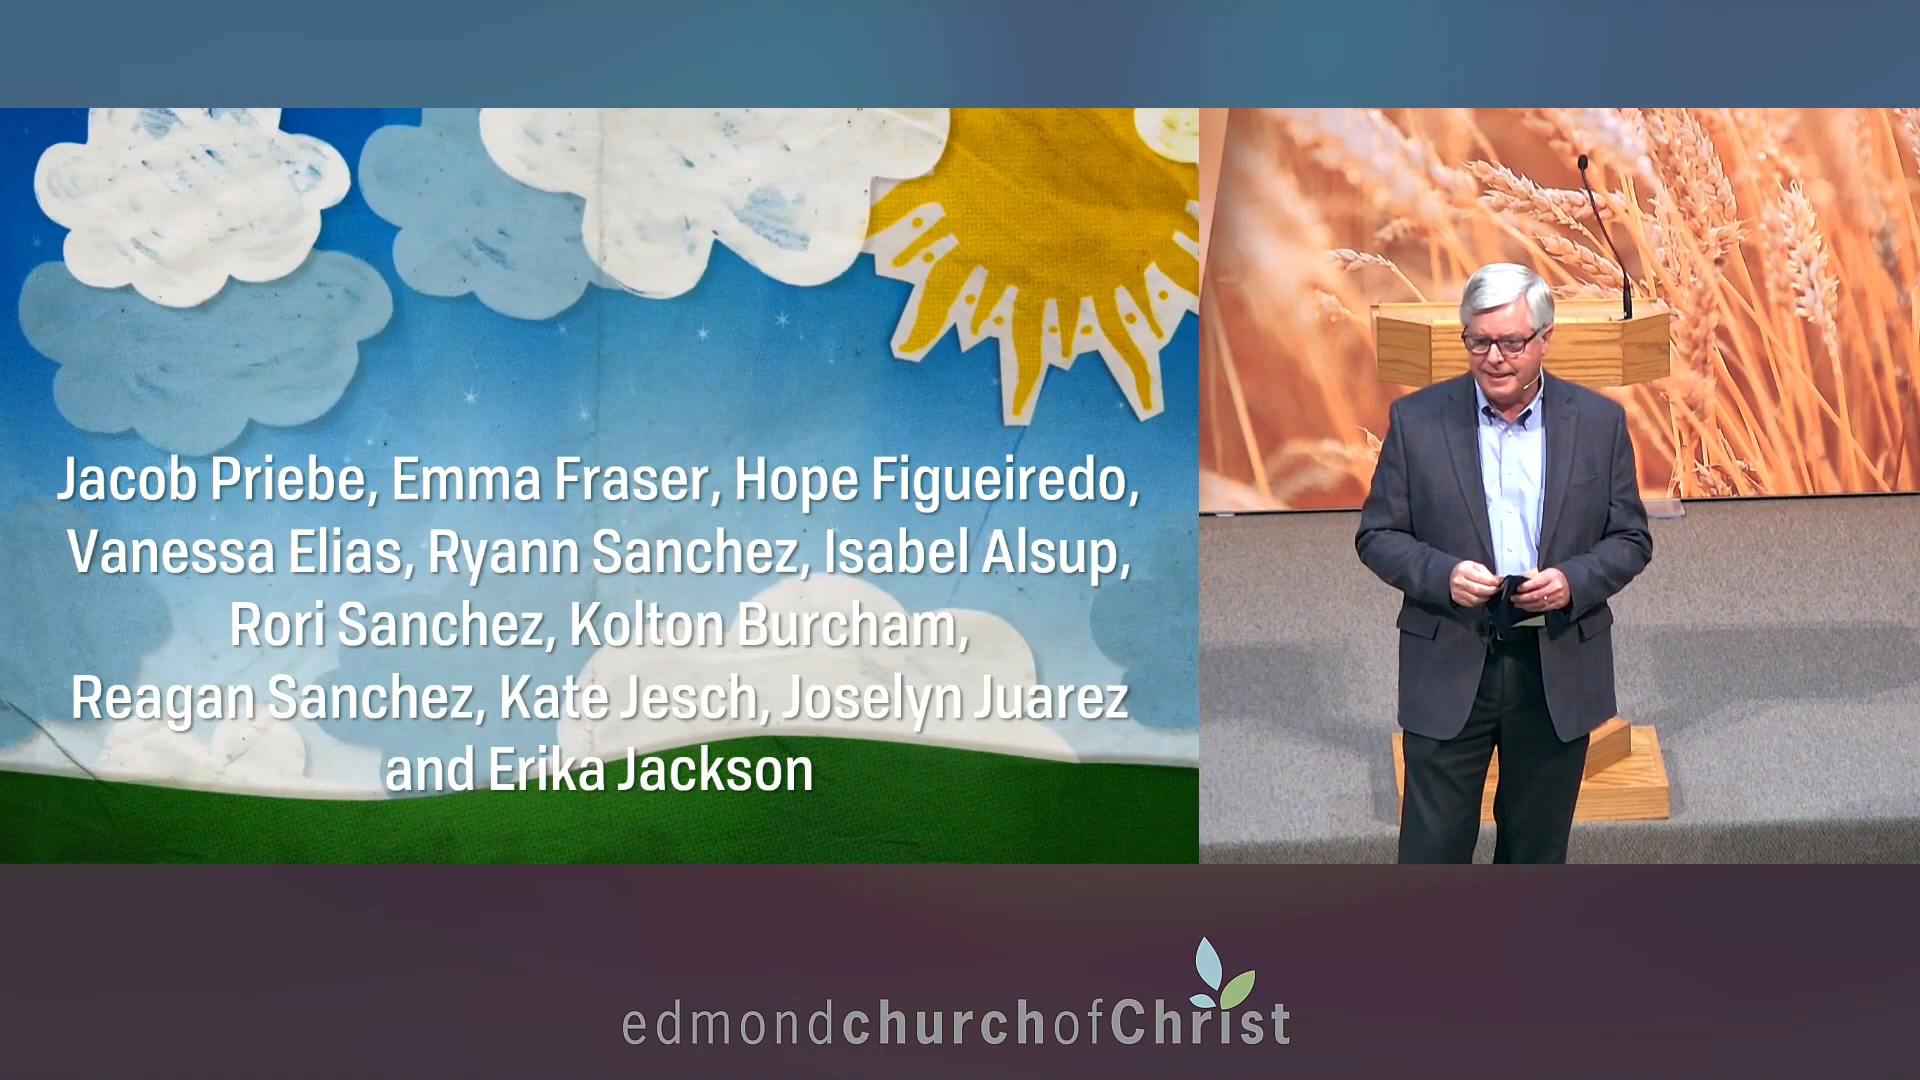 Jacob Priebe, Emma Fraser, Hope Figueiredo,
Vanessa Elias, Ryann Sanchez, Isabel Alsup,
Rori Sanchez, Kolton Burcham,
Reagan Sanchez, Kate Jesch, Joselyn Juarez
and Erika Jackson
edmondchurchofChrist